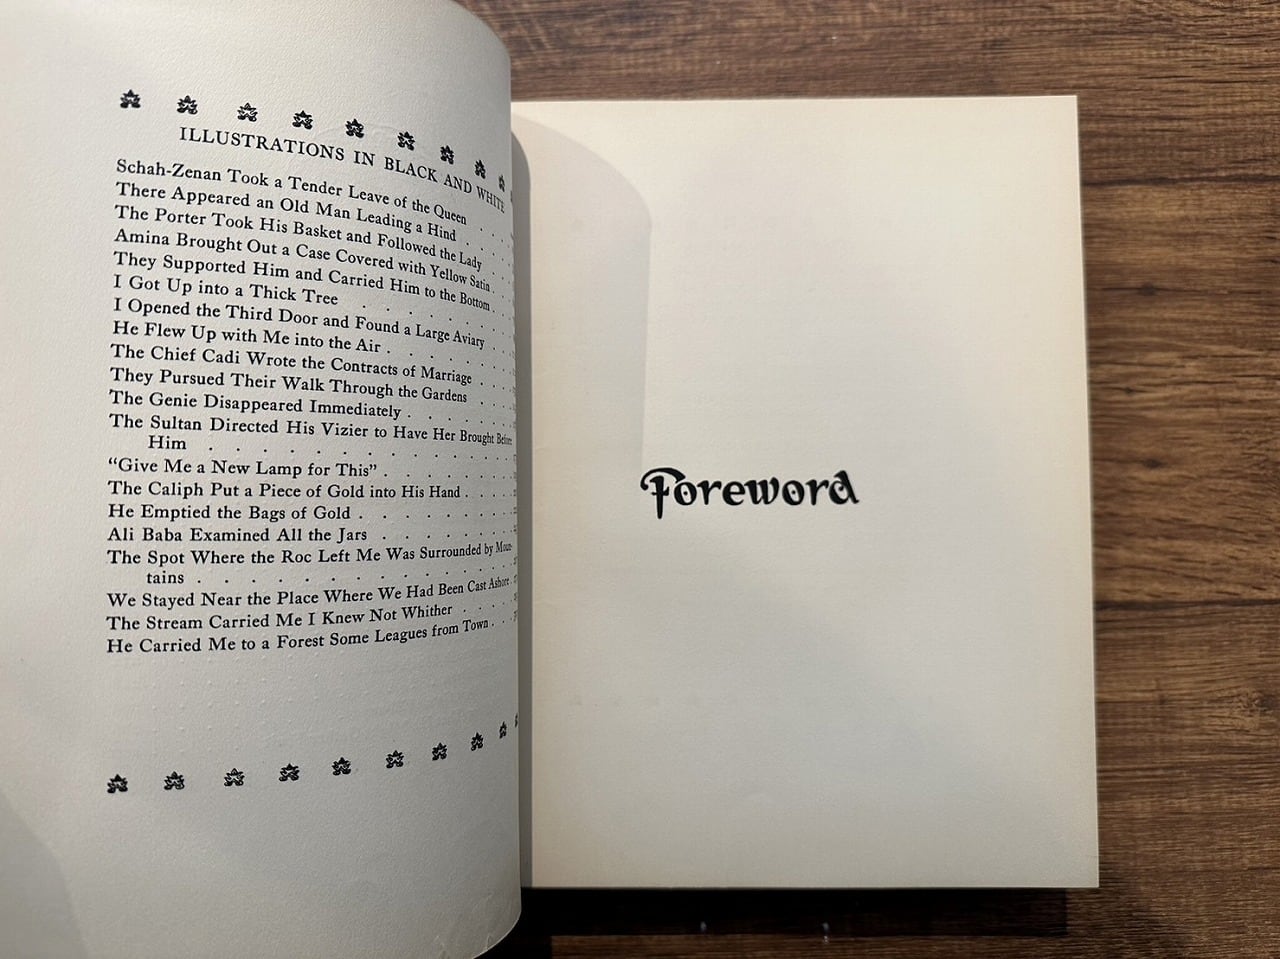 ILLUSTRATIONS IN BLACK AND WHITE
Schah-Zenan Took a Tender Leave of the Queen . . .
There Appeared an Old Man Leading a Hind . . . .
The Porter Took His Basket and Followed the Lady . .
Amina Brought Out a Case Covered with Yellow Satin . .
They Supported Him and Carried Him to the Bottom . .
I Got Up into a Thick Tree . . . . . . .
I Opened the Third Door and Found a Large Aviary . .
He Flew Up with Me into the Air . . . . . .
The Chief Cadi Wrote the Contracts of Marriage . . .
They Pursued Their Walk Through the Gardens . . .
The Genie Disappeared Immediately . . . . . .
The Sultan Directed His Vizier to Have Her Brought Before
Him . . . . . . . . . . . .
“Give Me a New Lamp for This” . . . . . .
The Caliph Put a Piece of Gold into His Hand . . . .
He Emptied the Bags of Gold . . . . . . .
Ali Baba Examined All the Jars . . . . . .
The Spot Where the Roc Left Me Was Surrounded by Moun-
tains . . . . . . . . . . . .
We Stayed Near the Place Where We Had Been Cast Ashore .
The Stream Carried Me I Knew Not Whither . . . .
He Carried Me to a Forest Some Leagues from Town . . .
Foreword